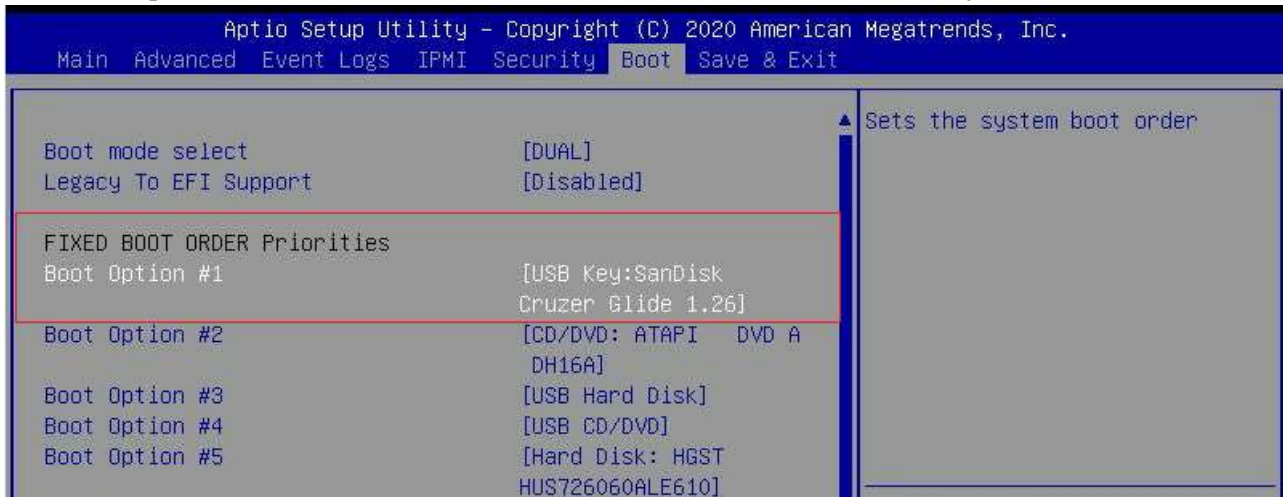 Aptio Setup Utility – Copyright (C) 2020 American Megatrends, Inc.
Main Advanced Event Logs IPMI Security Boot Save & Exit
Sets the system boot order
Boot mode select [DUAL]
Legacy To EFI Support [Disabled]
FIXED BOOT ORDER Priorities
Boot Option #1 [USB Key:SanDisk
Cruzer Glide 1.26]
Boot Option #2 [CD/DVD: ATAPI DVD A
DH16A]
Boot Option #3 [USB Hard Disk]
Boot Option #4 [USB CD/DVD]
Boot Option #5 [Hard Disk: HGST
HUS726060ALE610]